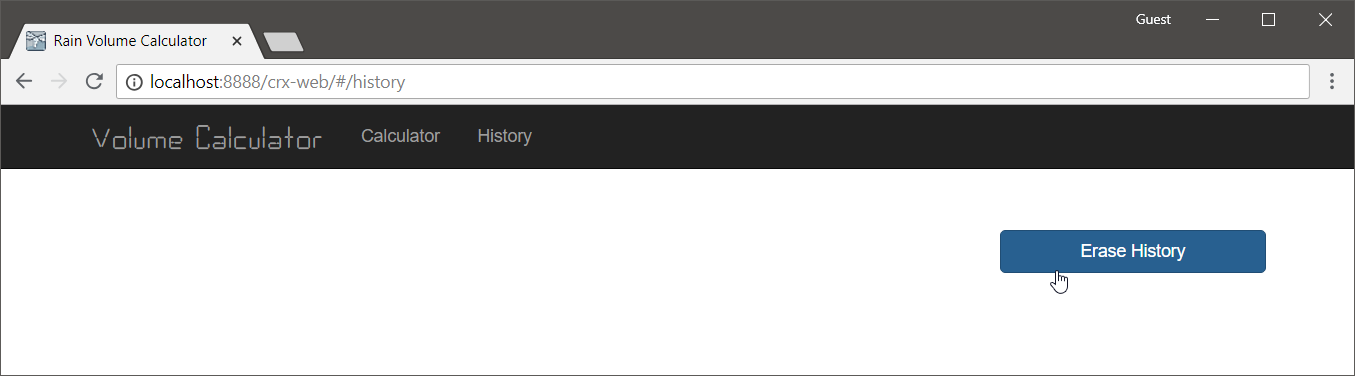 Guest
Rain Volume Calculator
localhost:8888/crx-web/#/history
Volume Calculator Calculator History
Erase History